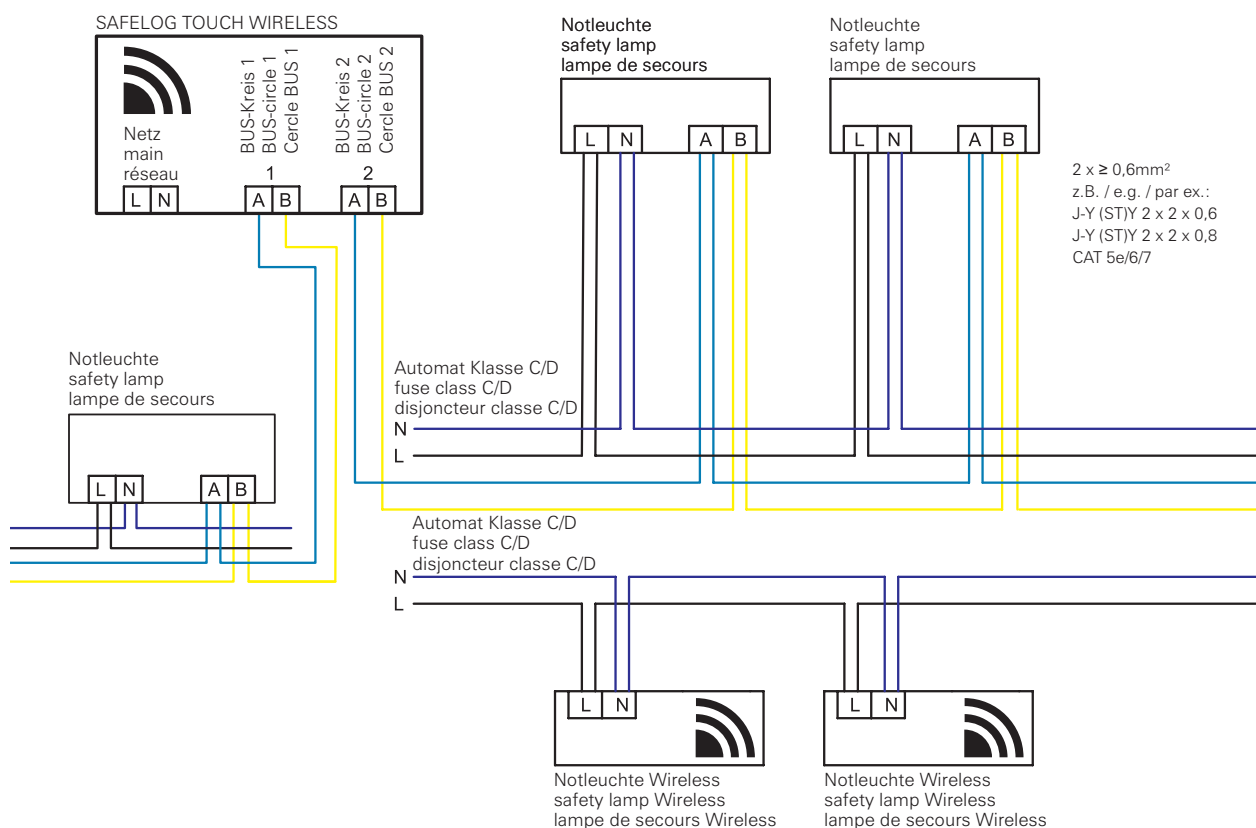 SAFELOG TOUCH WIRELESS
Netz
main
réseau
L N
BUS-Kreis 1
BUS-circle 1
Cercle BUS 1
1
A B
BUS-Kreis 2
BUS-circle 2
Cercle BUS 2
2
A B
Notleuchte
safety lamp
lampe de secours
L N A B
Notleuchte
safety lamp
lampe de secours
L N A B
2 x ≥ 0,6mm²
z.B. / e.g. / par ex.:
J-Y (ST)Y 2 x 2 x 0,6
J-Y (ST)Y 2 x 2 x 0,8
CAT 5e/6/7
Notleuchte
safety lamp
lampe de secours
L N A B
Automat Klasse C/D
fuse class C/D
disjoncteur classe C/D
N
L
Automat Klasse C/D
fuse class C/D
disjoncteur classe C/D
N
L
L N
Notleuchte Wireless
safety lamp Wireless
lampe de secours Wireless
L N
Notleuchte Wireless
safety lamp Wireless
lampe de secours Wireless